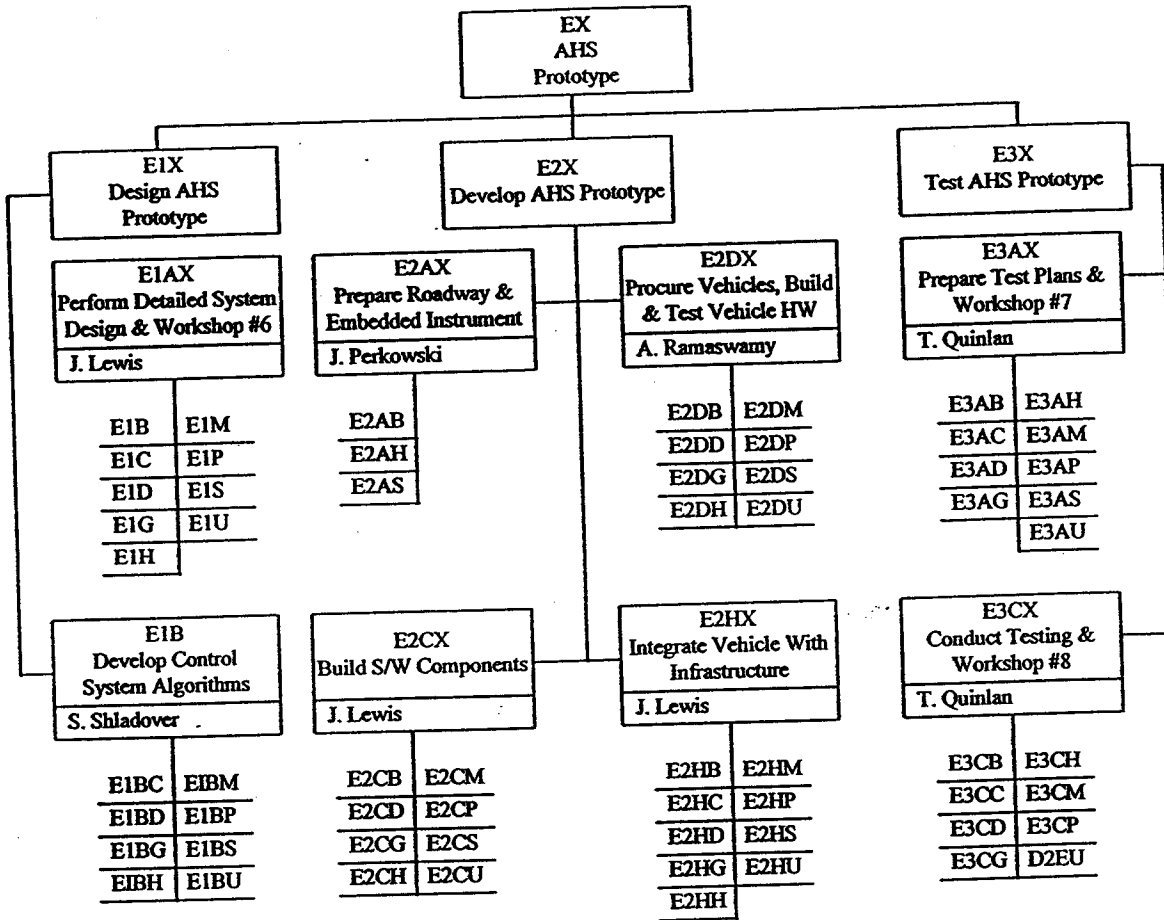 EX
AHS
Prototype
E1X
Design AHS
Prototype
E2X
Develop AHS Prototype
E3X
Test AHS Prototype
E1AX
Perform Detailed System
Design & Workshop #6
J. Lewis
E1B E1M
E1C E1P
E1D E1S
E1G E1U
E1H
E2AX
Prepare Roadway &
Embedded Instrument
J. Perkowski
E2AB
E2AH
E2AS
E2DX
Procure Vehicles, Build
& Test Vehicle HW
A. Ramaswamy
E2DB E2DM
E2DD E2DP
E2DG E2DS
E2DH E2DU
E3AX
Prepare Test Plans &
Workshop #7
T. Quinlan
E3AB E3AH
E3AC E3AM
E3AD E3AP
E3AG E3AS
E3AU
E1B
Develop Control
System Algorithms
S. Shladover
E1BC EIBM
E1BD E1BP
E1BG E1BS
EIBH E1BU
E2CX
Build S/W Components
J. Lewis
E2CB E2CM
E2CD E2CP
E2CG E2CS
E2CH E2CU
E2HX
Integrate Vehicle With
Infrastructure
J. Lewis
E2HB E2HM
E2HC E2HP
E2HD E2HS
E2HG E2HU
E2HH
E3CX
Conduct Testing &
Workshop #8
T. Quinlan
E3CB E3CH
E3CC E3CM
E3CD E3CP
E3CG D2EU